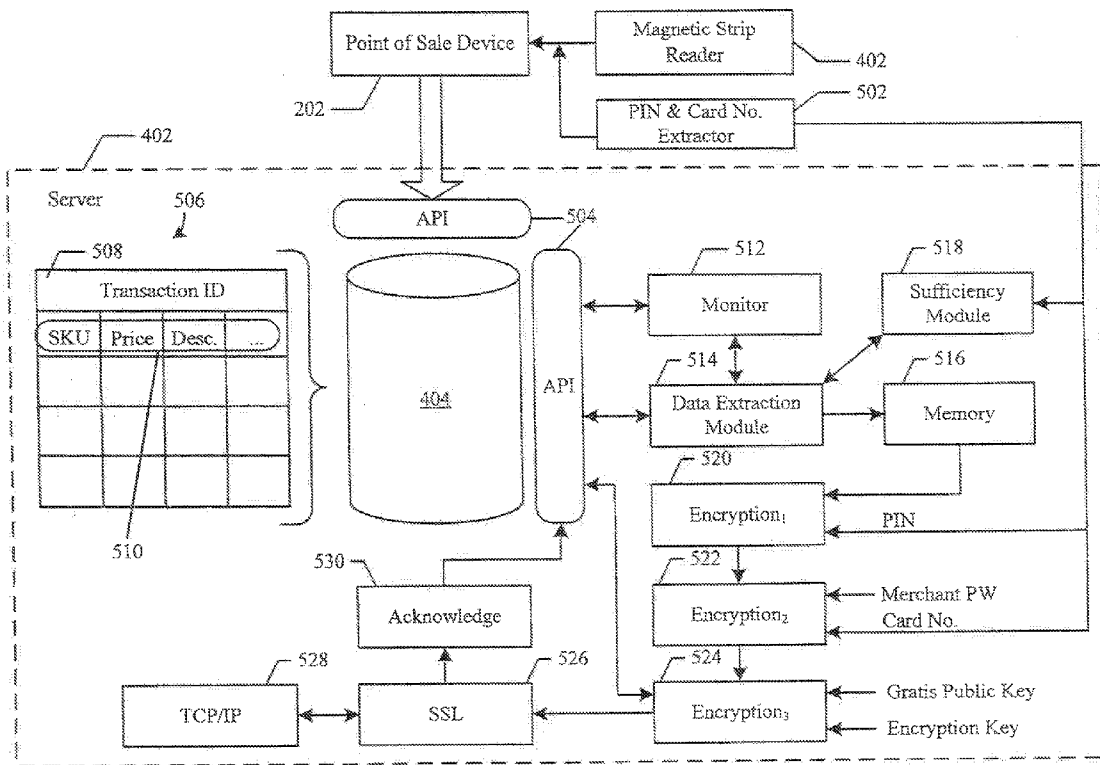 Point of Sale Device
Magnetic Strip
Reader
402
502
202
PIN & Card No.
Extractor
402
Server
506
API
504
508
Transaction ID
SKU Price Desc. ...
510
404
API
512
Monitor
518
Sufficiency
Module
514
Data Extraction
Module
516
Memory
520
Encryption1
PIN
522
Encryption2
Merchant PW
Card No.
530
Acknowledge
524
Encryption3
Gratis Public Key
Encryption Key
528
TCP/IP
526
SSL